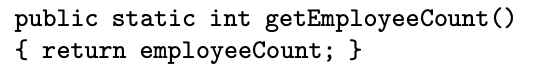 public static int getEmployeeCount()
{ return employeeCount; }